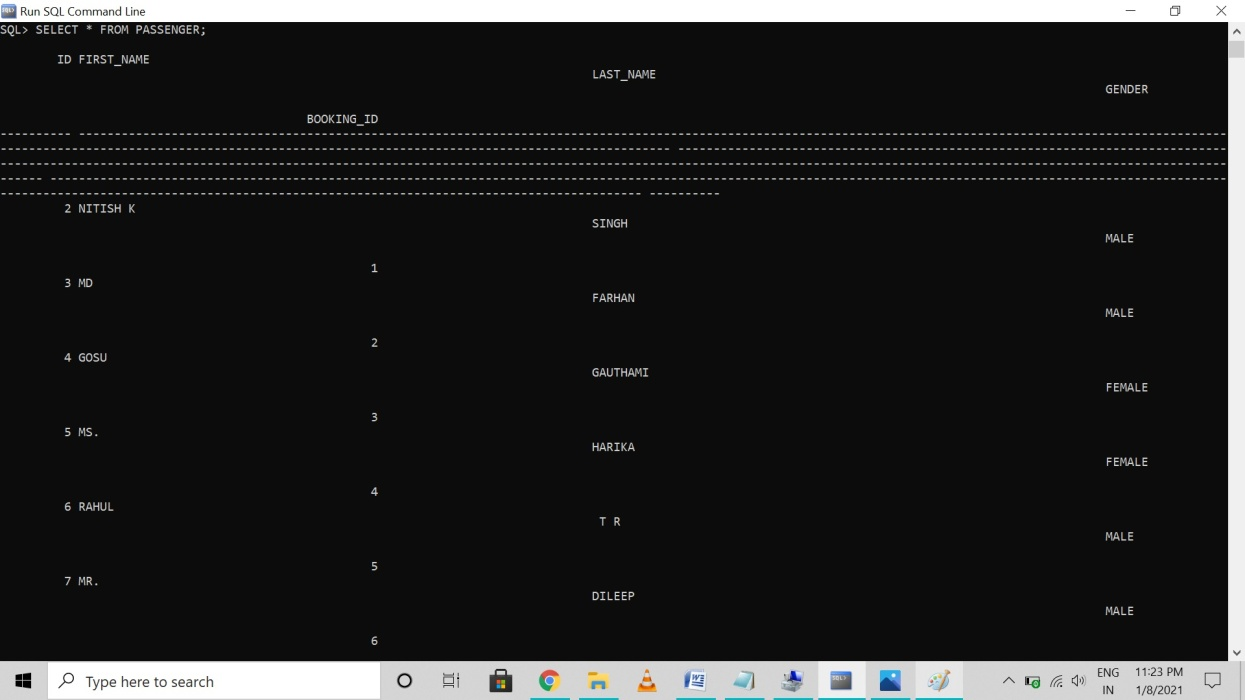 Run SQL Command Line
SQL> SELECT * FROM PASSENGER;
ID FIRST_NAME
LAST_NAME
GENDER
BOOKING_ID
---------- --------------------------------------------------------------------------------
-------------------------------------------------------------------------------- --------------------------------------------------------------------------------
--------------------------------------------------------------------------------
------ --------------------------------------------------------------------------------
-------------------------------------------------------------------------------- ----------
2 NITISH K
SINGH
MALE
1
3 MD
FARHAN
MALE
2
4 GOSU
GAUTHAMI
FEMALE
3
5 MS.
HARIKA
FEMALE
4
6 RAHUL
T R
MALE
5
7 MR.
DILEEP
MALE
6
Type here to search
ENG
IN
11:23 PM
1/8/2021